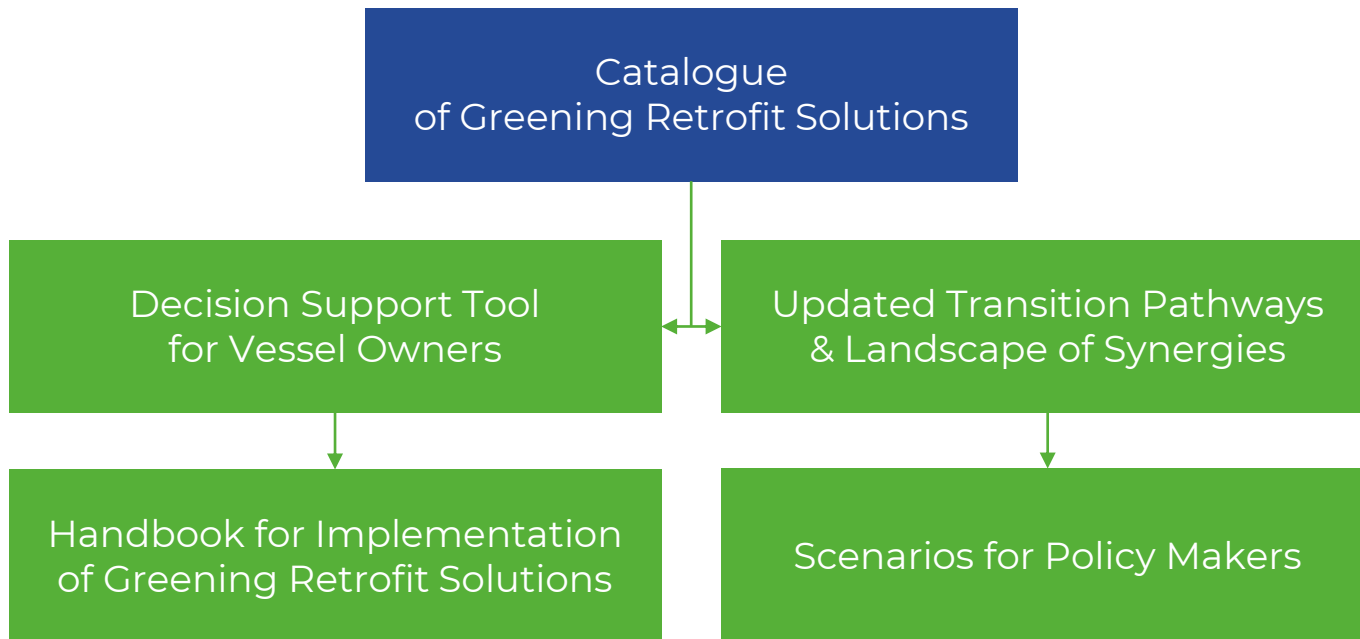 Catalogue
of Greening Retrofit Solutions
Decision Support Tool
for Vessel Owners
Updated Transition Pathways
& Landscape of Synergies
Handbook for Implementation
of Greening Retrofit Solutions
Scenarios for Policy Makers